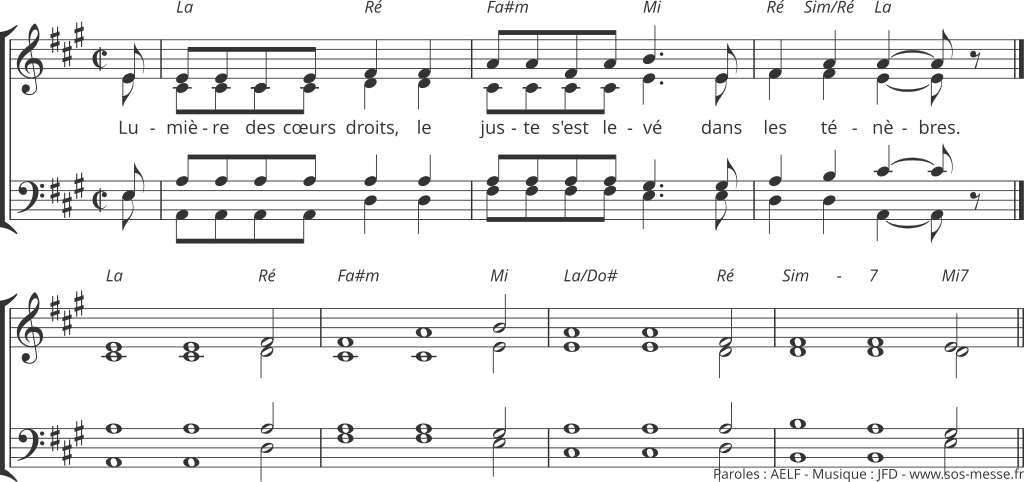 La Ré Fa#m Mi Ré Sim/Ré La
Lu - miè - re des cœurs droits, le jus - te s'est le - vé dans les té - nè - bres.
La Ré Fa#m Mi La/Do# Ré Sim - 7 Mi7
Paroles : AELF - Musique : JFD - www.sos-messe.fr